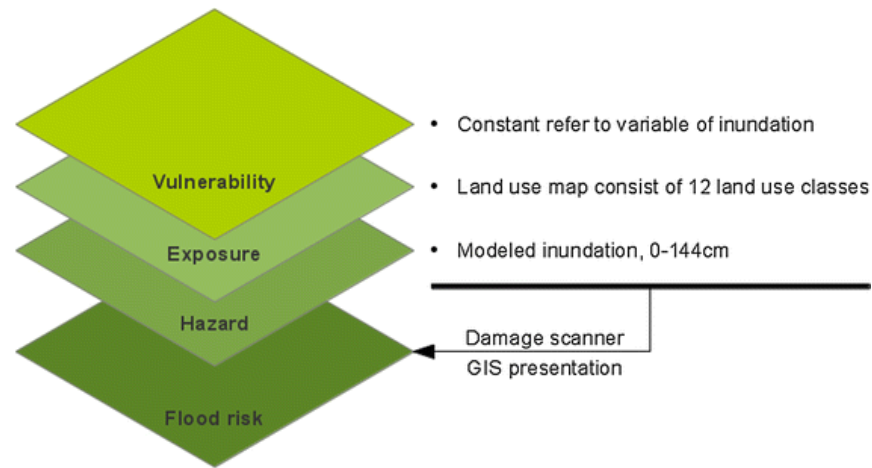 • Constant refer to variable of inundation
Vulnerability
• Land use map consist of 12 land use classes
Exposure
• Modeled inundation, 0-144cm
Hazard
Damage scanner
GIS presentation
Flood risk